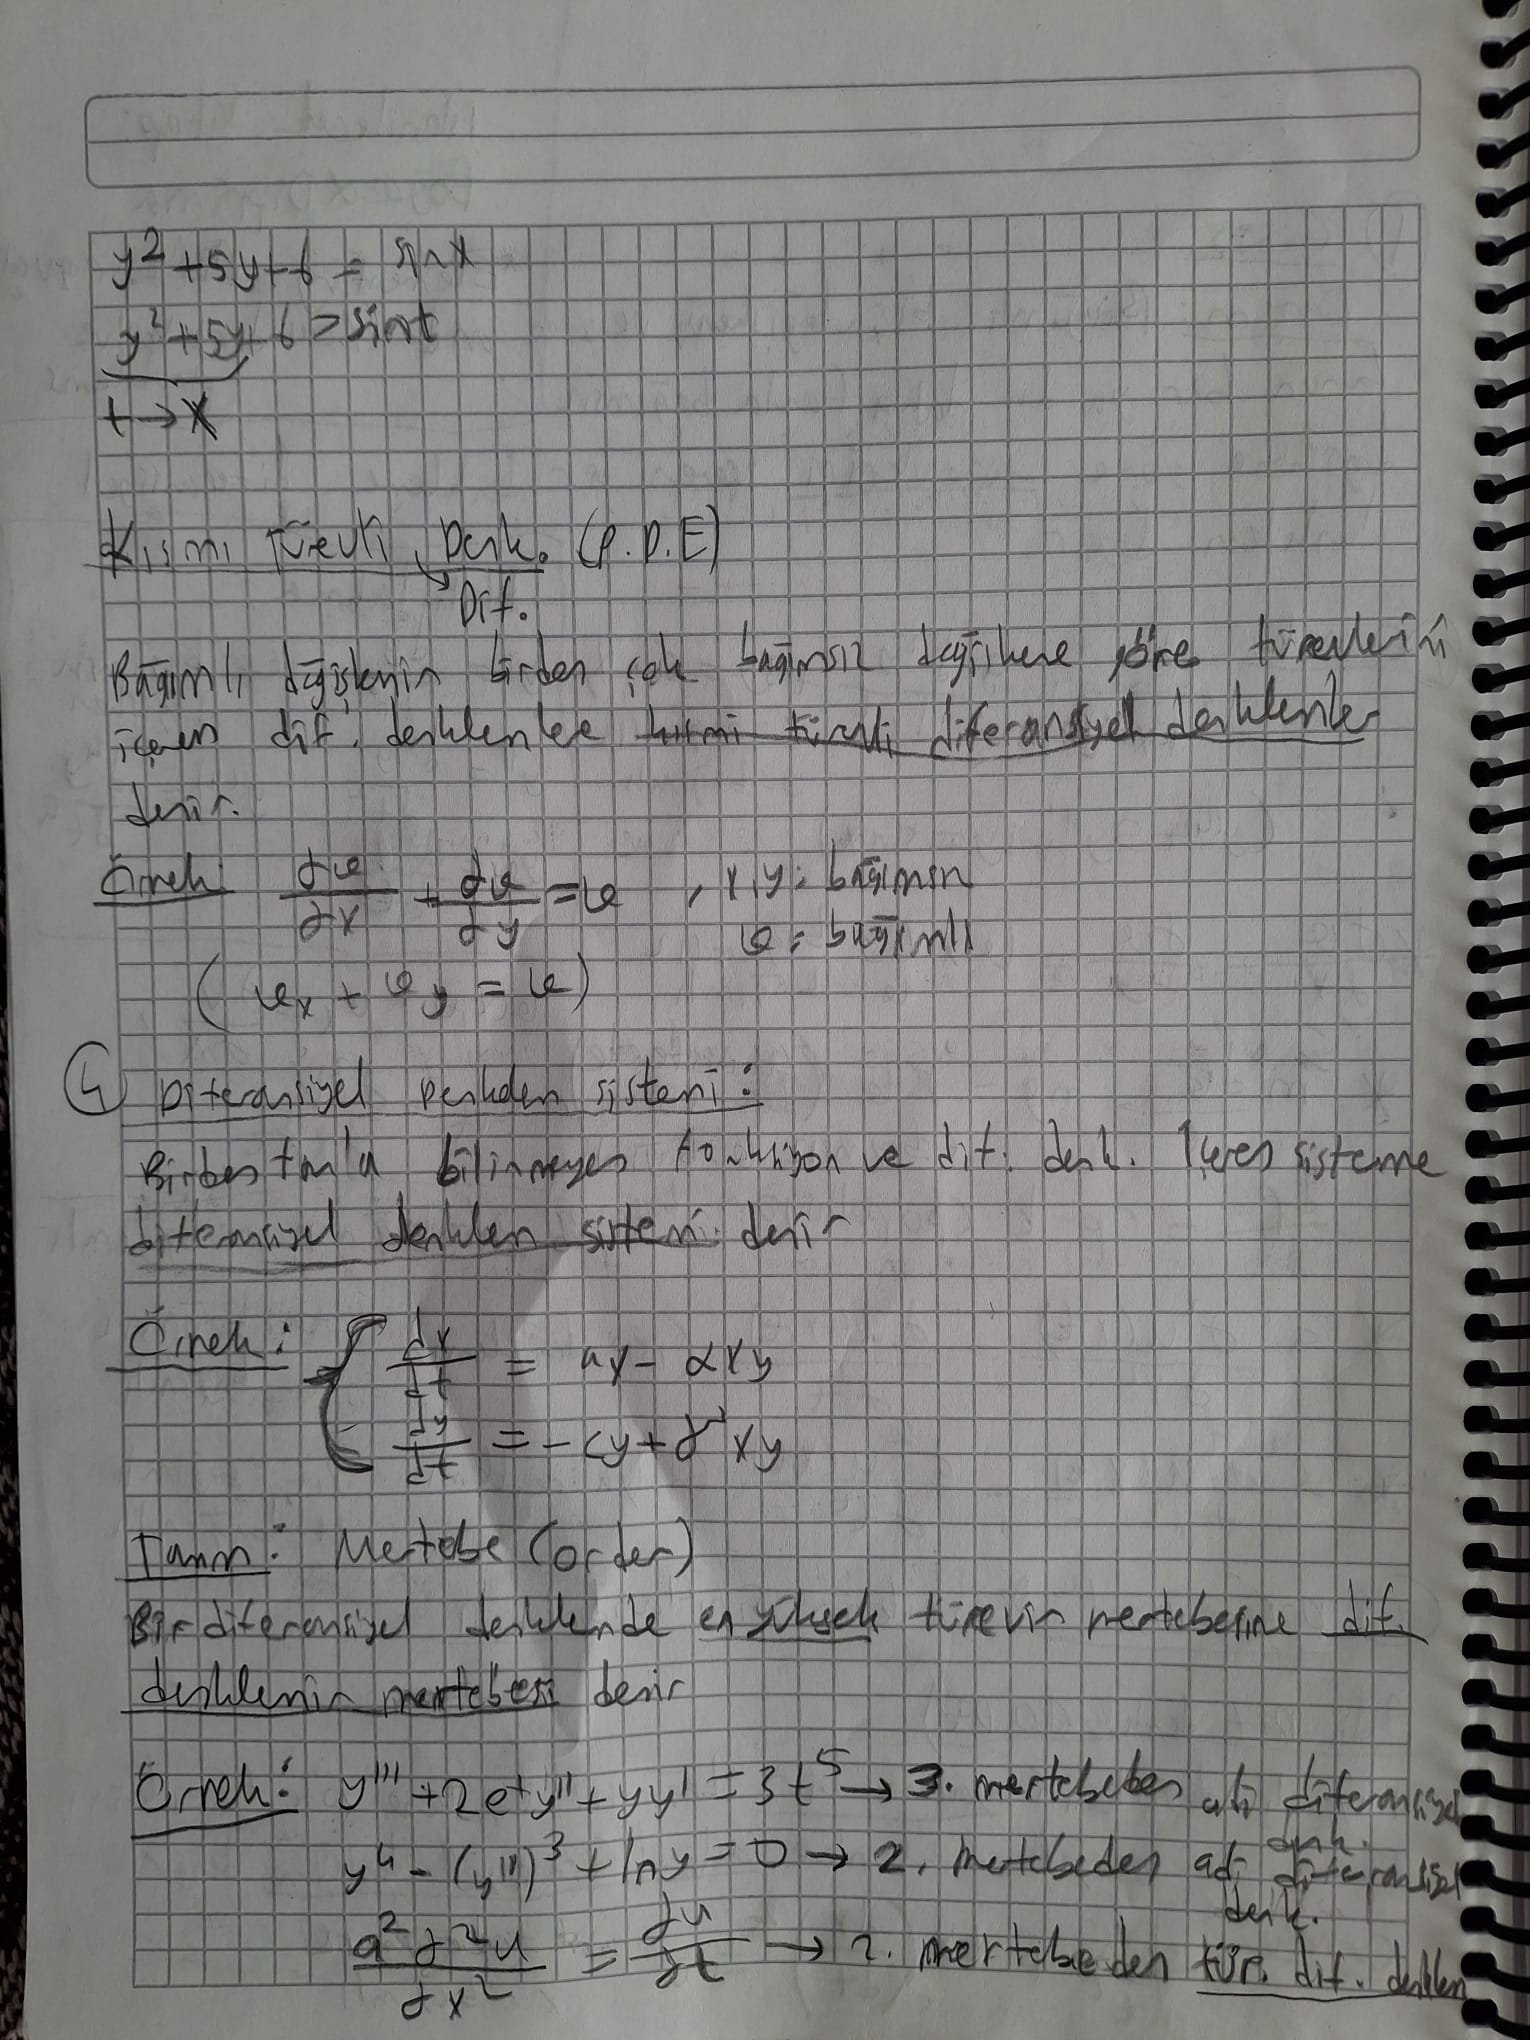 y² + 5y + 6 = sin x
y² + 5y + 6 = sin t
t → x
Kısmi Türevli Denk. (P.D.E)
Dif.
Bağımlı değişkenin birden çok bağımsız değişkene göre türevlerini
içeren dif. denklemlere kısmi türevli diferansiyel denklemler
denir.
Örnek: ∂v/∂x + ∂v/∂y = v , x,y: bağımsız
v: bağımlı
(vx + vy = v)
4 Diferansiyel Denklem sistemi:
Birden fazla bilinmeyen fonksiyon ve dif. denk. İçeren sisteme
diferansiyel denklem sistemi denir
Örnek: { dx/dt = ax - αxy
dy/dt = -cy + γxy
Tanım: Mertebe (order)
Bir diferansiyel denklemde en yüksek türevin mertebesine dif.
denklemin mertebesi denir
Örnek: y''' + 2eᵗy'' + yy' = 3t⁵ → 3. mertebeden adi diferansiyel
denk.
y⁴ - (y'')³ + ln y = 0 → 2. mertebeden adi diferansiyel
denk.
a²∂²u/∂x² = ∂u/∂t → 2. mertebeden tür. dif. denklem